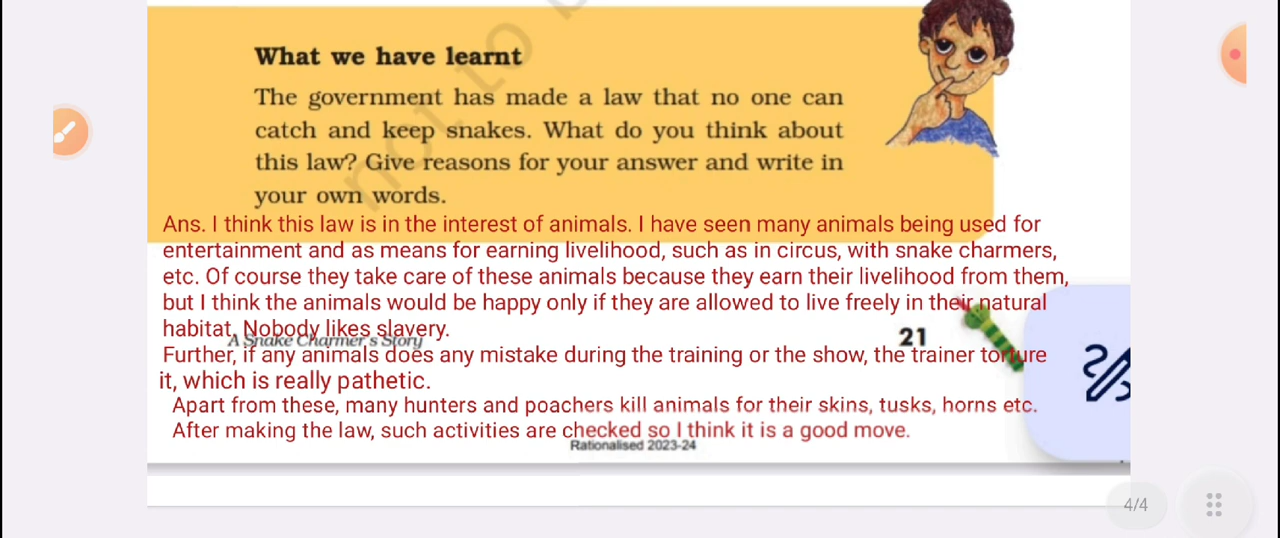 What we have learnt
The government has made a law that no one can
catch and keep snakes. What do you think about
this law? Give reasons for your answer and write in
your own words.
Ans. I think this law is in the interest of animals. I have seen many animals being used for
entertainment and as means for earning livelihood, such as in circus, with snake charmers,
etc. Of course they take care of these animals because they earn their livelihood from them,
but I think the animals would be happy only if they are allowed to live freely in their natural
habitat. Nobody likes slavery.
A Snake Charmer's Story
21
Further, if any animals does any mistake during the training or the show, the trainer torture
it, which is really pathetic.
Apart from these, many hunters and poachers kill animals for their skins, tusks, horns etc.
After making the law, such activities are checked so I think it is a good move.
Rationalised 2023-24
4/4
not to b